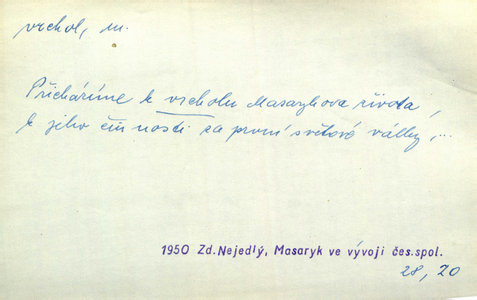 vrchol, m.
Přicházíme k vrcholu Masarykova života,
k jeho činnosti za první světové války,...
1950 Zd.Nejedlý, Masaryk ve vývoji čes.spol.
28, 20